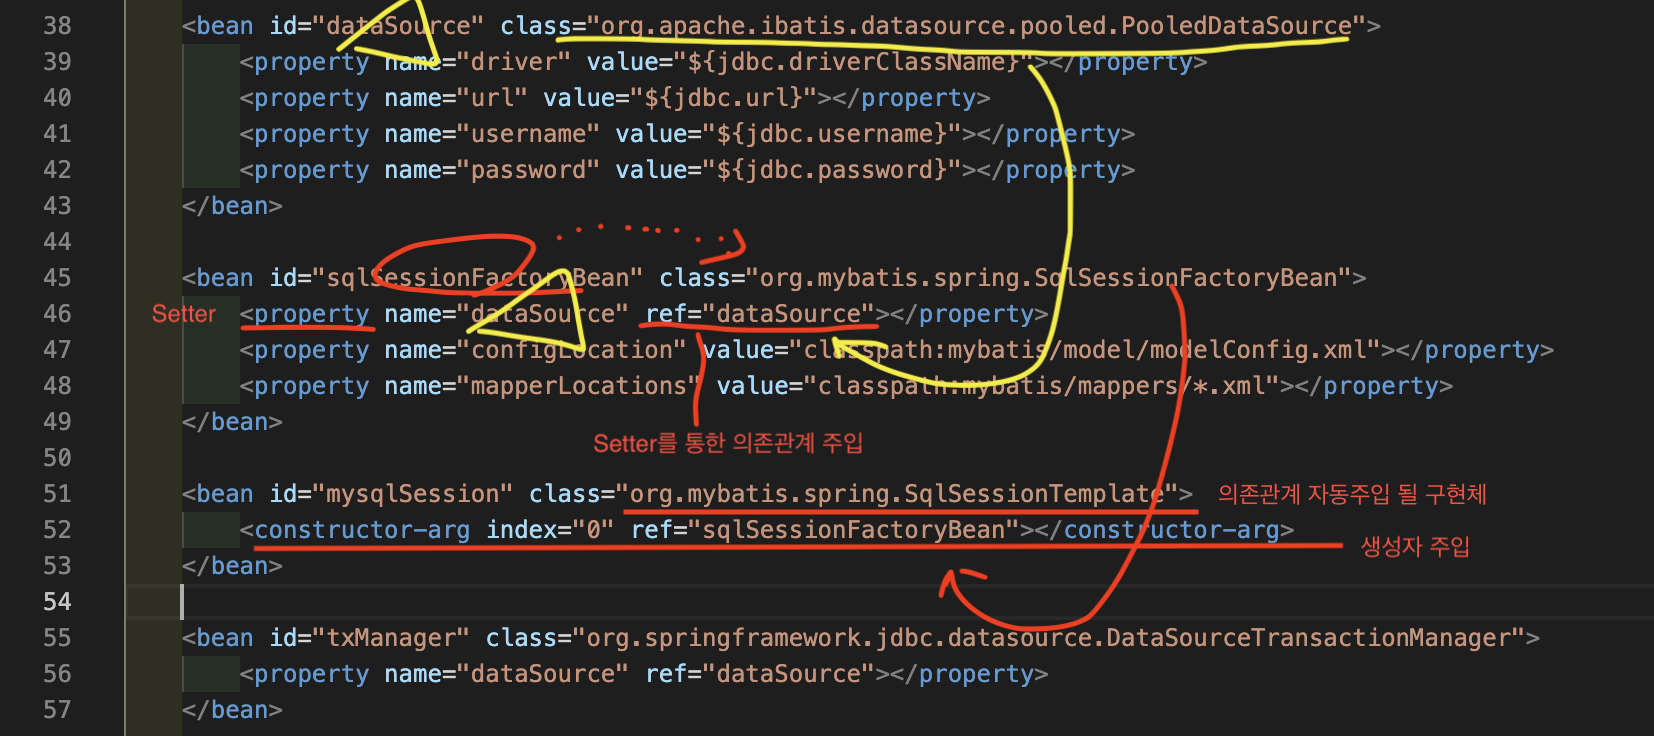 38 <bean id="dataSource" class="org.apache.ibatis.datasource.pooled.PooledDataSource">
39 <property name="driver" value="${jdbc.driverClassName}"></property>
40 <property name="url" value="${jdbc.url}"></property>
41 <property name="username" value="${jdbc.username}"></property>
42 <property name="password" value="${jdbc.password}"></property>
43 </bean>
44
45 <bean id="sqlSessionFactoryBean" class="org.mybatis.spring.SqlSessionFactoryBean">
Setter
46 <property name="dataSource" ref="dataSource"></property>
47 <property name="configLocation" value="classpath:mybatis/model/modelConfig.xml"></property>
48 <property name="mapperLocations" value="classpath:mybatis/mappers/*.xml"></property>
49 </bean>
Setter를 통한 의존관계 주입
50
51 <bean id="mysqlSession" class="org.mybatis.spring.SqlSessionTemplate"> 의존관계 자동주입 될 구현체
52 <constructor-arg index="0" ref="sqlSessionFactoryBean"></constructor-arg>
생성자 주입
53 </bean>
54
55 <bean id="txManager" class="org.springframework.jdbc.datasource.DataSourceTransactionManager">
56 <property name="dataSource" ref="dataSource"></property>
57 </bean>